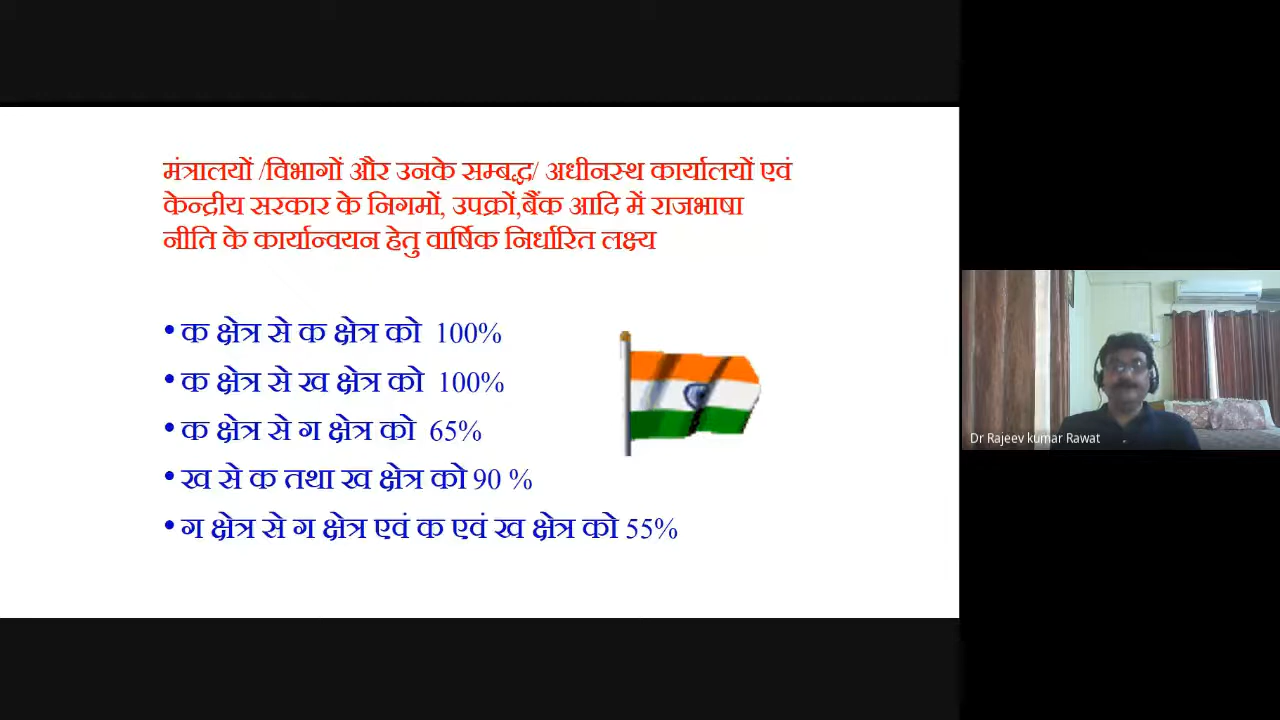 मंत्रालयों /विभागों और उनके सम्बद्ध/ अधीनस्थ कार्यालयों एवं
केन्द्रीय सरकार के निगमों, उपक्रों,बैंक आदि में राजभाषा
नीति के कार्यान्वयन हेतु वार्षिक निर्धारित लक्ष्य
• क क्षेत्र से क क्षेत्र को 100%
• क क्षेत्र से ख क्षेत्र को 100%
• क क्षेत्र से ग क्षेत्र को 65%
• ख से क तथा ख क्षेत्र को 90 %
• ग क्षेत्र से ग क्षेत्र एवं क एवं ख क्षेत्र को 55%
Dr Rajeev kumar Rawat